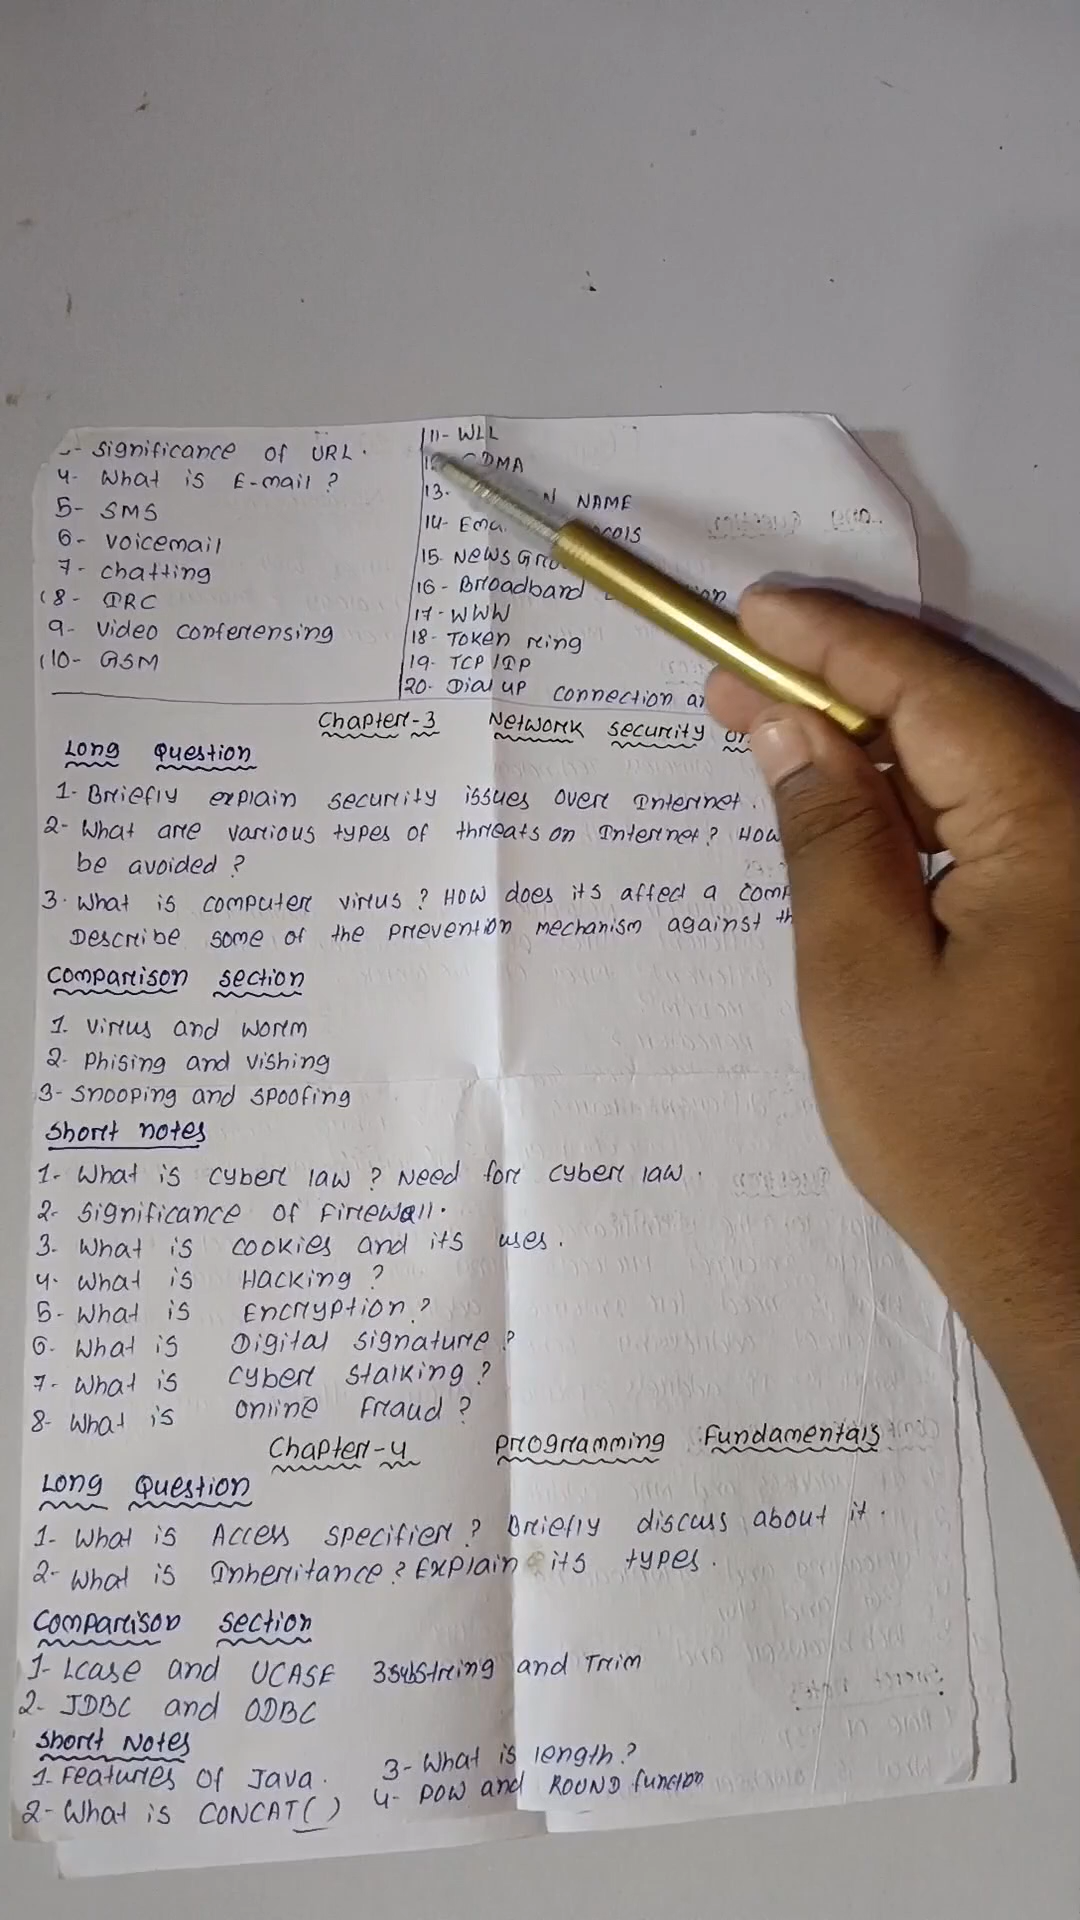 3- Significance of URL.
4- What is E-mail ?
5- SMS
6- voicemail
7- chatting
8- IRC
9- Video Conferensing
10- GSM
11- WLL
12- CDMA
13- NAME
14- Email
15- News Gro
16- Broadband
17- WWW
18- Token ring
19- TCP/IP
20- Dial up connection
Chapter-3 Network Security
Long Question
1- Briefly explain security issues over Internet.
2- What are various types of threats on Internet? How
be avoided ?
3- What is computer virus ? How does its affect a
Describe some of the prevention mechanism against
Comparison section
1. Virus and worm
2- Phising and vishing
3- Snooping and spoofing
Short notes
1- What is cyber law ? Need for cyber law.
2- Significance of Firewall.
3- What is cookies and its uses.
4- What is Hacking ?
5- What is Encryption ?
6- What is Digital signature ?
7- What is cyber stalking ?
8- What is online Fraud ?
Chapter-4 Programming Fundamentals
Long Question
1- What is Access specifier ? Briefly discuss about it.
2- What is Inheritance ? Explain its types.
Comparison section
1- Lcase and UCASE 3 substring and Trim
2- JDBC and ODBC
Short Notes
1- Features of Java.
2- What is CONCAT( )
3- What is length ?
4- POW and ROUND function